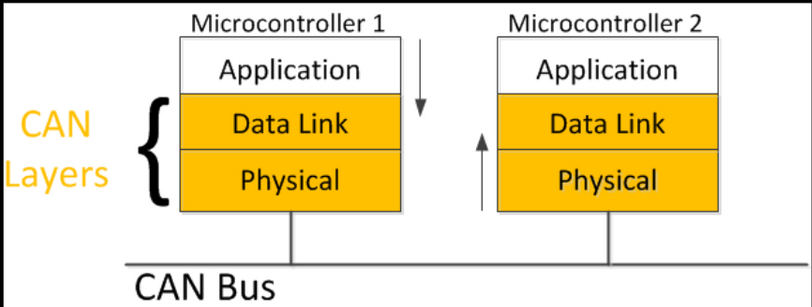 Microcontroller 1
Microcontroller 2
Application
Application
CAN
Layers
Data Link
Data Link
Physical
Physical
CAN Bus